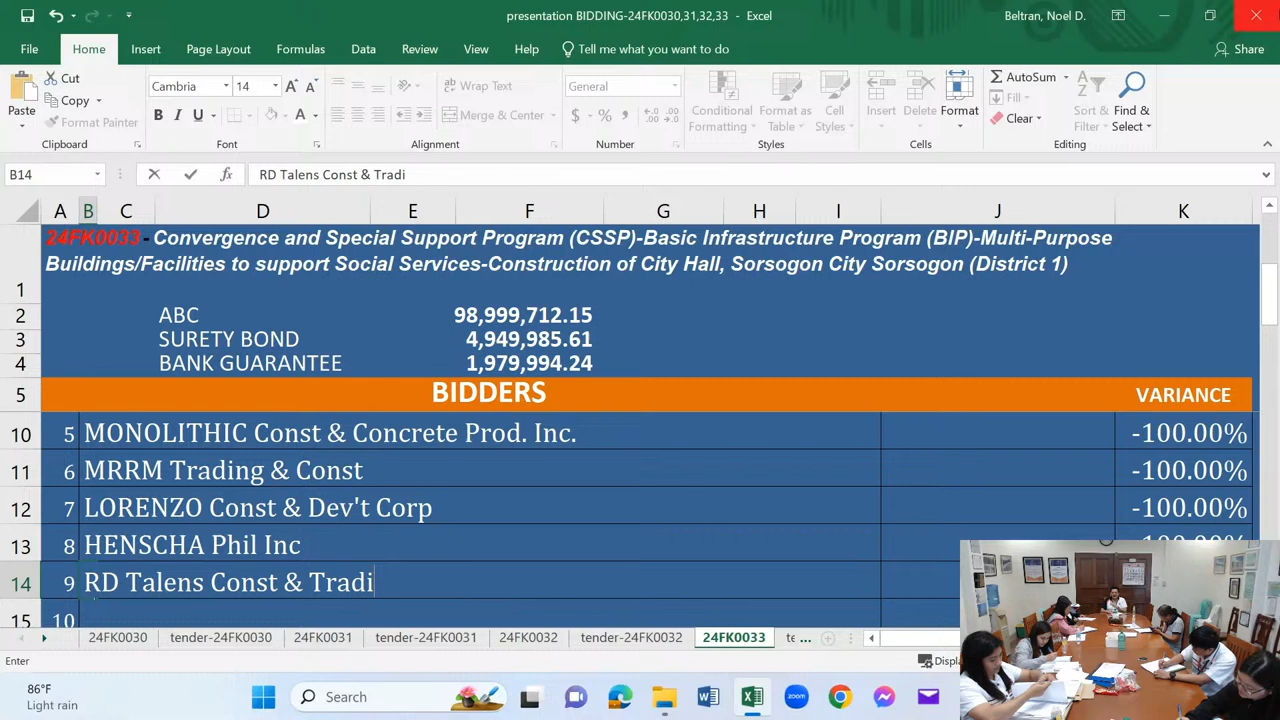 presentation BIDDING-24FK0030,31,32,33 - Excel
Beltran, Noel D.
File Home Insert Page Layout Formulas Data Review View Help Tell me what you want to do
Share
Paste
Cut
Copy
Format Painter
Clipboard
Cambria 14
B I U
Font
Wrap Text
Merge & Center
Alignment
General
$ % ,
Number
Conditional Formatting
Format as Table
Cell Styles
Styles
Insert
Delete
Format
Cells
AutoSum
Fill
Clear
Sort & Filter
Find & Select
Editing
B14 fx RD Talens Const & Tradi
A B C D E F G H I J K
24FK0033 - Convergence and Special Support Program (CSSP)-Basic Infrastructure Program (BIP)-Multi-Purpose
1 Buildings/Facilities to support Social Services-Construction of City Hall, Sorsogon City Sorsogon (District 1)
2 ABC 98,999,712.15
3 SURETY BOND 4,949,985.61
4 BANK GUARANTEE 1,979,994.24
5 BIDDERS VARIANCE
10 5 MONOLITHIC Const & Concrete Prod. Inc. -100.00%
11 6 MRRM Trading & Const -100.00%
12 7 LORENZO Const & Dev't Corp -100.00%
13 8 HENSCHA Phil Inc -100.00%
14 9 RD Talens Const & Tradi
15 10
24FK0030 tender-24FK0030 24FK0031 tender-24FK0031 24FK0032 tender-24FK0032 24FK0033 te ...
Enter
86°F
Light rain
Search
zoom